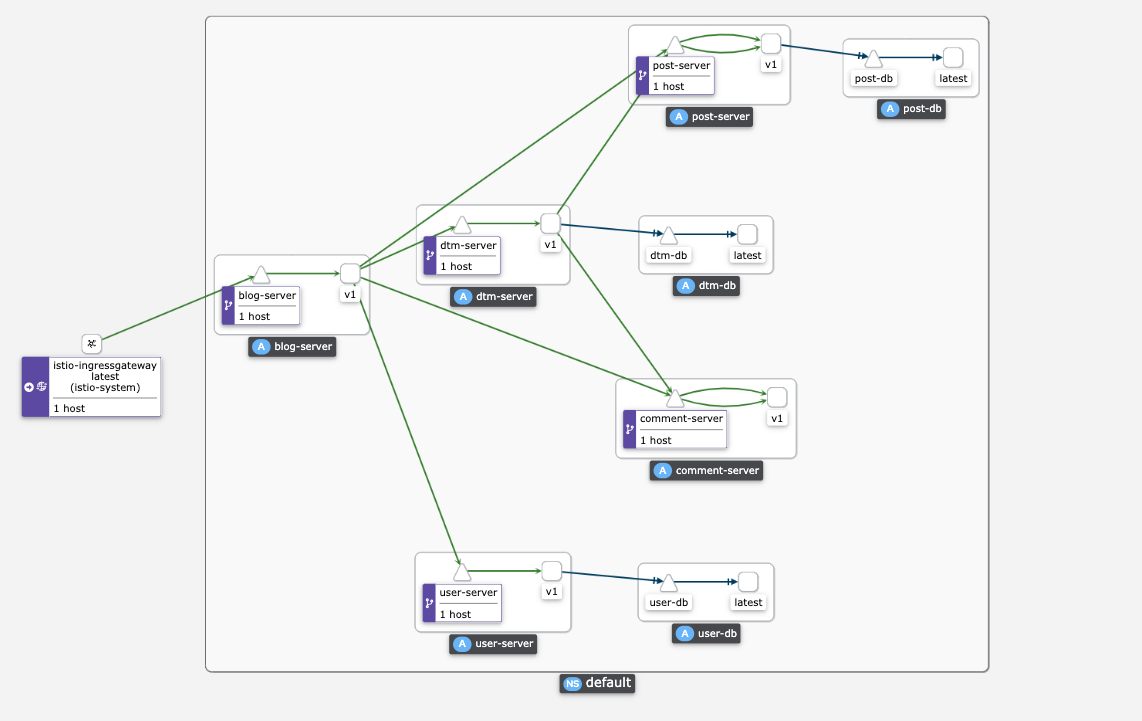 post-server
1 host
v1
A post-server
post-db
latest
A post-db
dtm-server
1 host
v1
A dtm-server
dtm-db
latest
A dtm-db
blog-server
1 host
v1
A blog-server
istio-ingressgateway
latest
(istio-system)
1 host
comment-server
1 host
v1
A comment-server
user-server
1 host
v1
A user-server
user-db
latest
A user-db
NS default